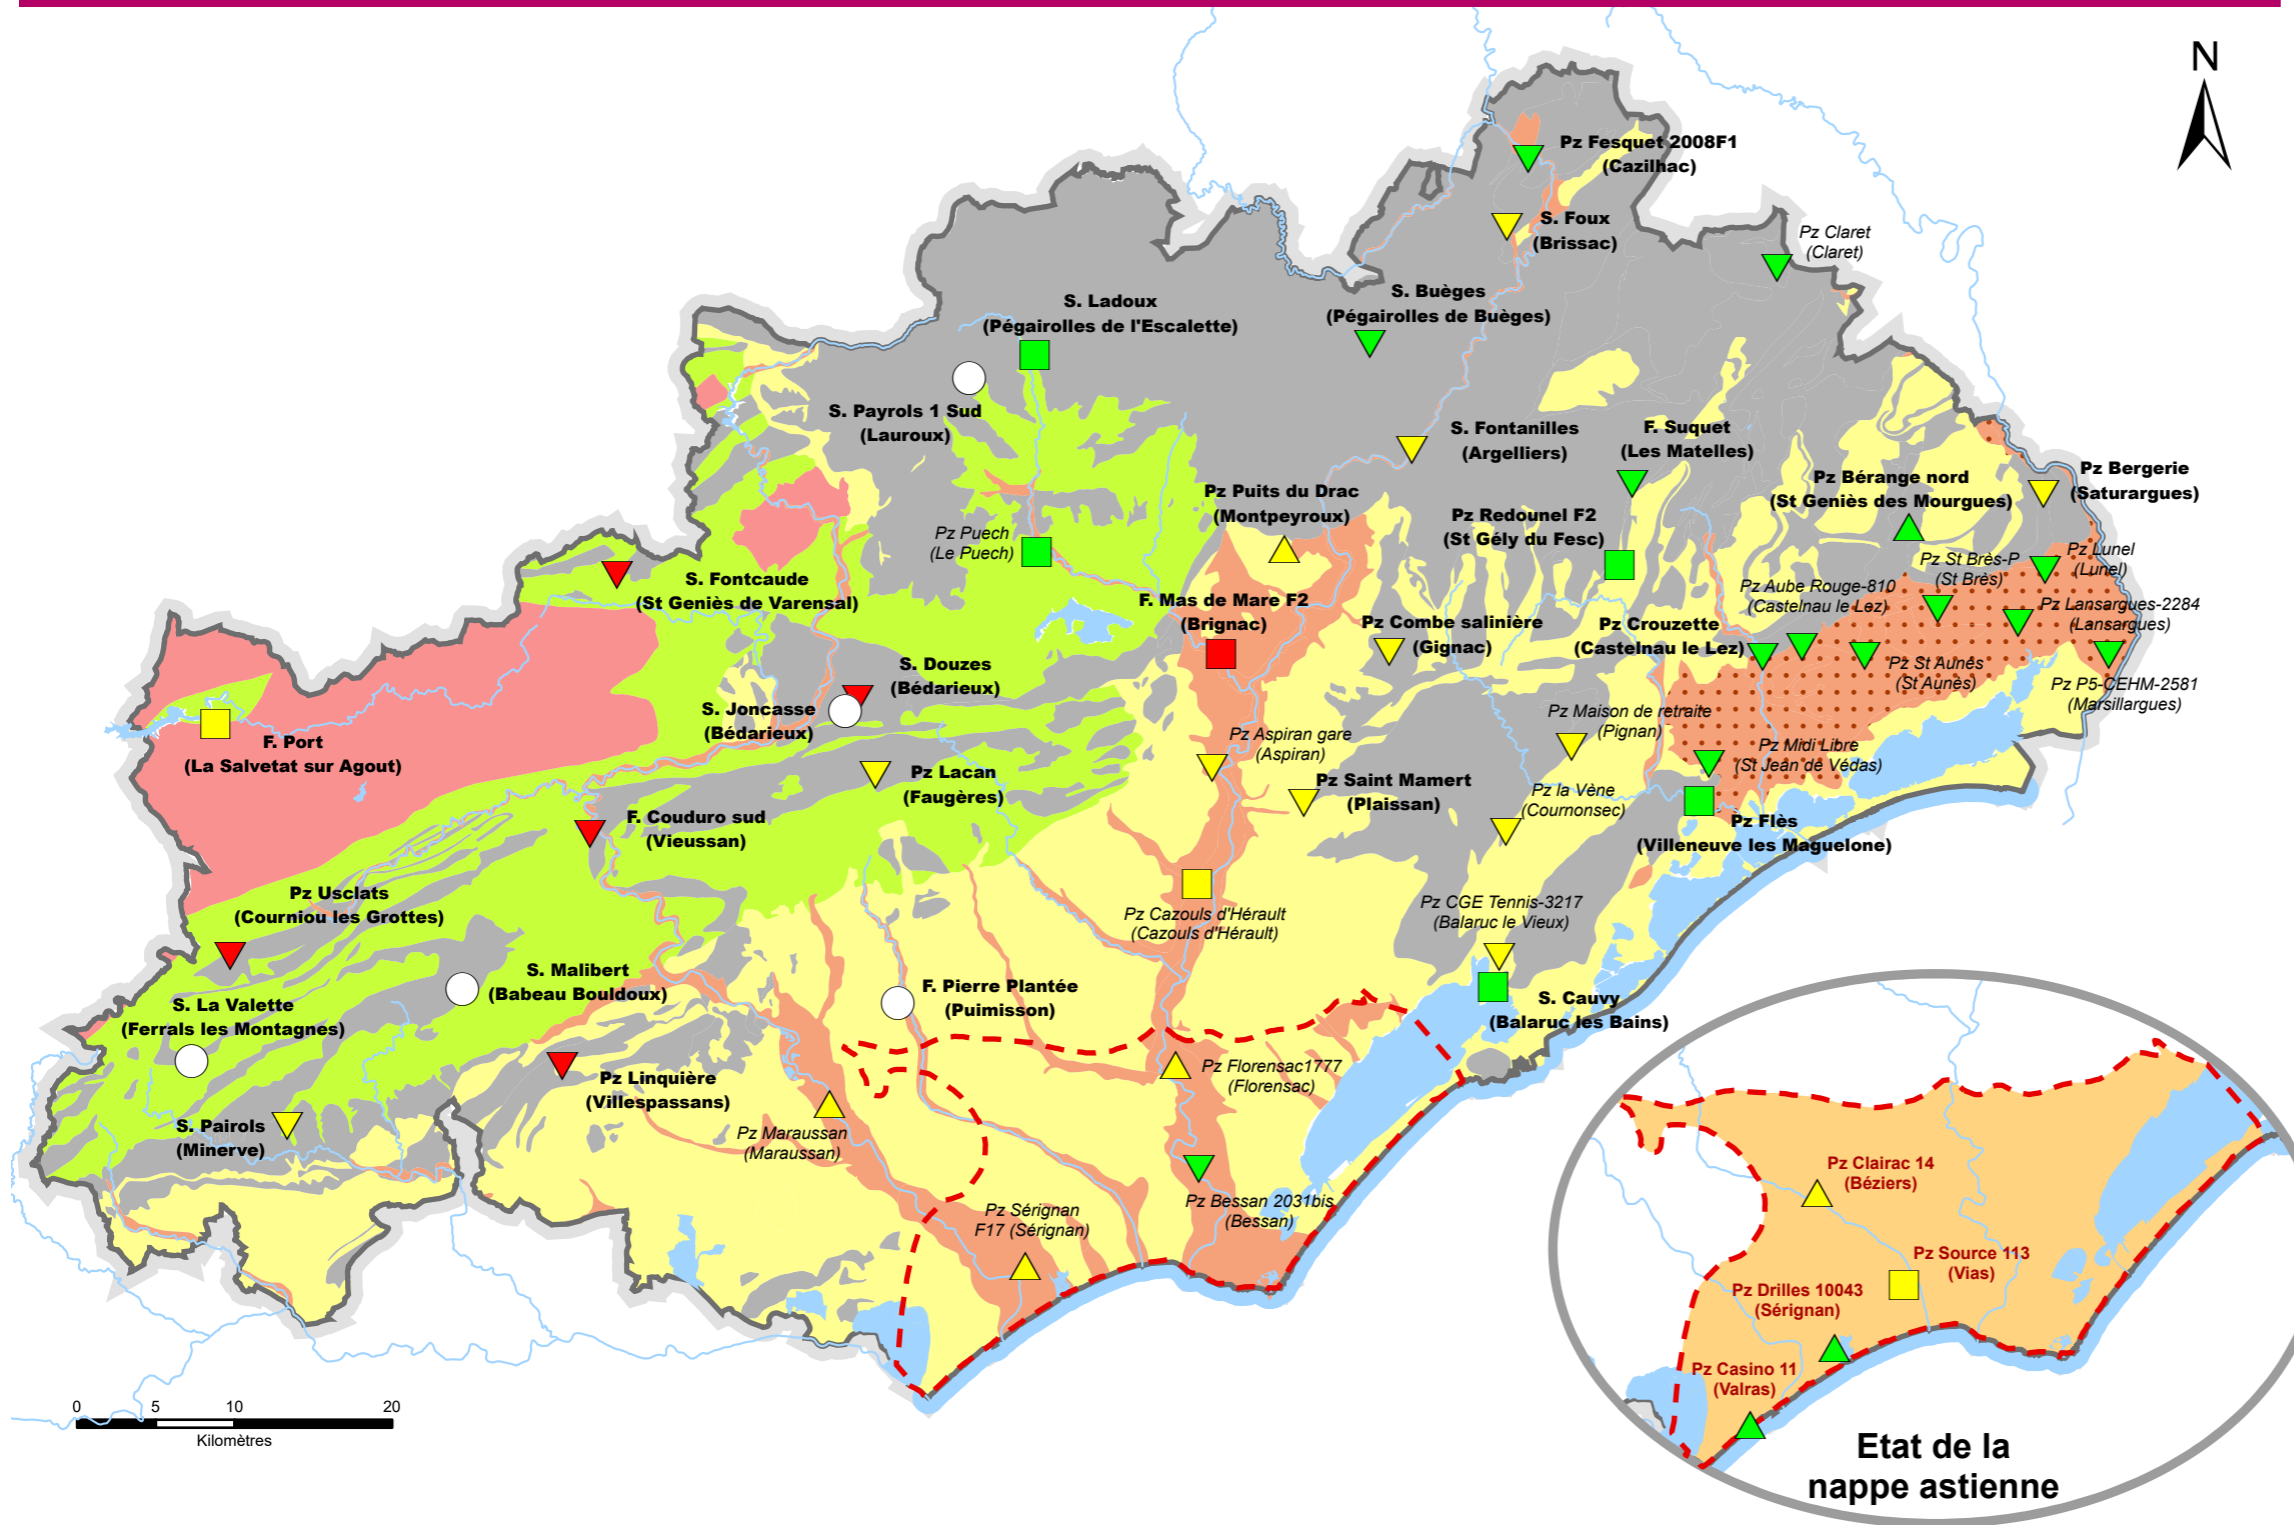 N
Pz Fesquet 2008F1
(Cazilhac)
S. Foux
(Brissac)
Pz Claret
(Claret)
S. Ladoux
(Pégairolles de l'Escalette)
S. Buèges
(Pégairolles de Buèges)
S. Payrols 1 Sud
(Lauroux)
S. Fontanilles
(Argelliers)
F. Suquet
(Les Matelles)
Pz Bérange nord
(St Geniès des Mourgues)
Pz Bergerie
(Saturargues)
Pz Puits du Drac
(Montpeyroux)
Pz Redounel F2
(St Gély du Fesc)
Pz Puech
(Le Puech)
Pz St Brès-P
(St Brès)
Pz Lunel
(Lunel)
S. Fontcaude
(St Geniès de Varensal)
Pz Aube Rouge-810
(Castelnau le Lez)
F. Mas de Mare F2
(Brignac)
Pz Combe salinière
(Gignac)
Pz Crouzette
(Castelnau le Lez)
Pz Lansargues-2284
(Lansargues)
S. Douzes
(Bédarieux)
Pz St Aunès
(St Aunès)
Pz P5-CEHM-2581
(Marsillargues)
S. Joncasse
(Bédarieux)
Pz Maison de retraite
(Pignan)
F. Port
(La Salvetat sur Agout)
Pz Aspiran gare
(Aspiran)
Pz Midi Libre
(St Jean de Védas)
Pz Lacan
(Faugères)
Pz Saint Mamert
(Plaissan)
Pz la Vène
(Cournonsec)
F. Couduro sud
(Vieussan)
Pz Flès
(Villeneuve les Maguelone)
Pz Usclats
(Courniou les Grottes)
Pz Cazouls d'Hérault
(Cazouls d'Hérault)
Pz CGE Tennis-3217
(Balaruc le Vieux)
S. Malibert
(Babeau Bouldoux)
F. Pierre Plantée
(Puimisson)
S. La Valette
(Ferrals les Montagnes)
S. Cauvy
(Balaruc les Bains)
Pz Linquière
(Villespassans)
Pz Florensac1777
(Florensac)
S. Pairols
(Minerve)
Pz Maraussan
(Maraussan)
Pz Bessan 2031bis
(Bessan)
Pz Sérignan
F17 (Sérignan)
Pz Clairac 14
(Béziers)
Pz Source 113
(Vias)
Pz Drilles 10043
(Sérignan)
Pz Casino 11
(Valras)
0 5 10 20
Kilomètres
Etat de la
nappe astienne